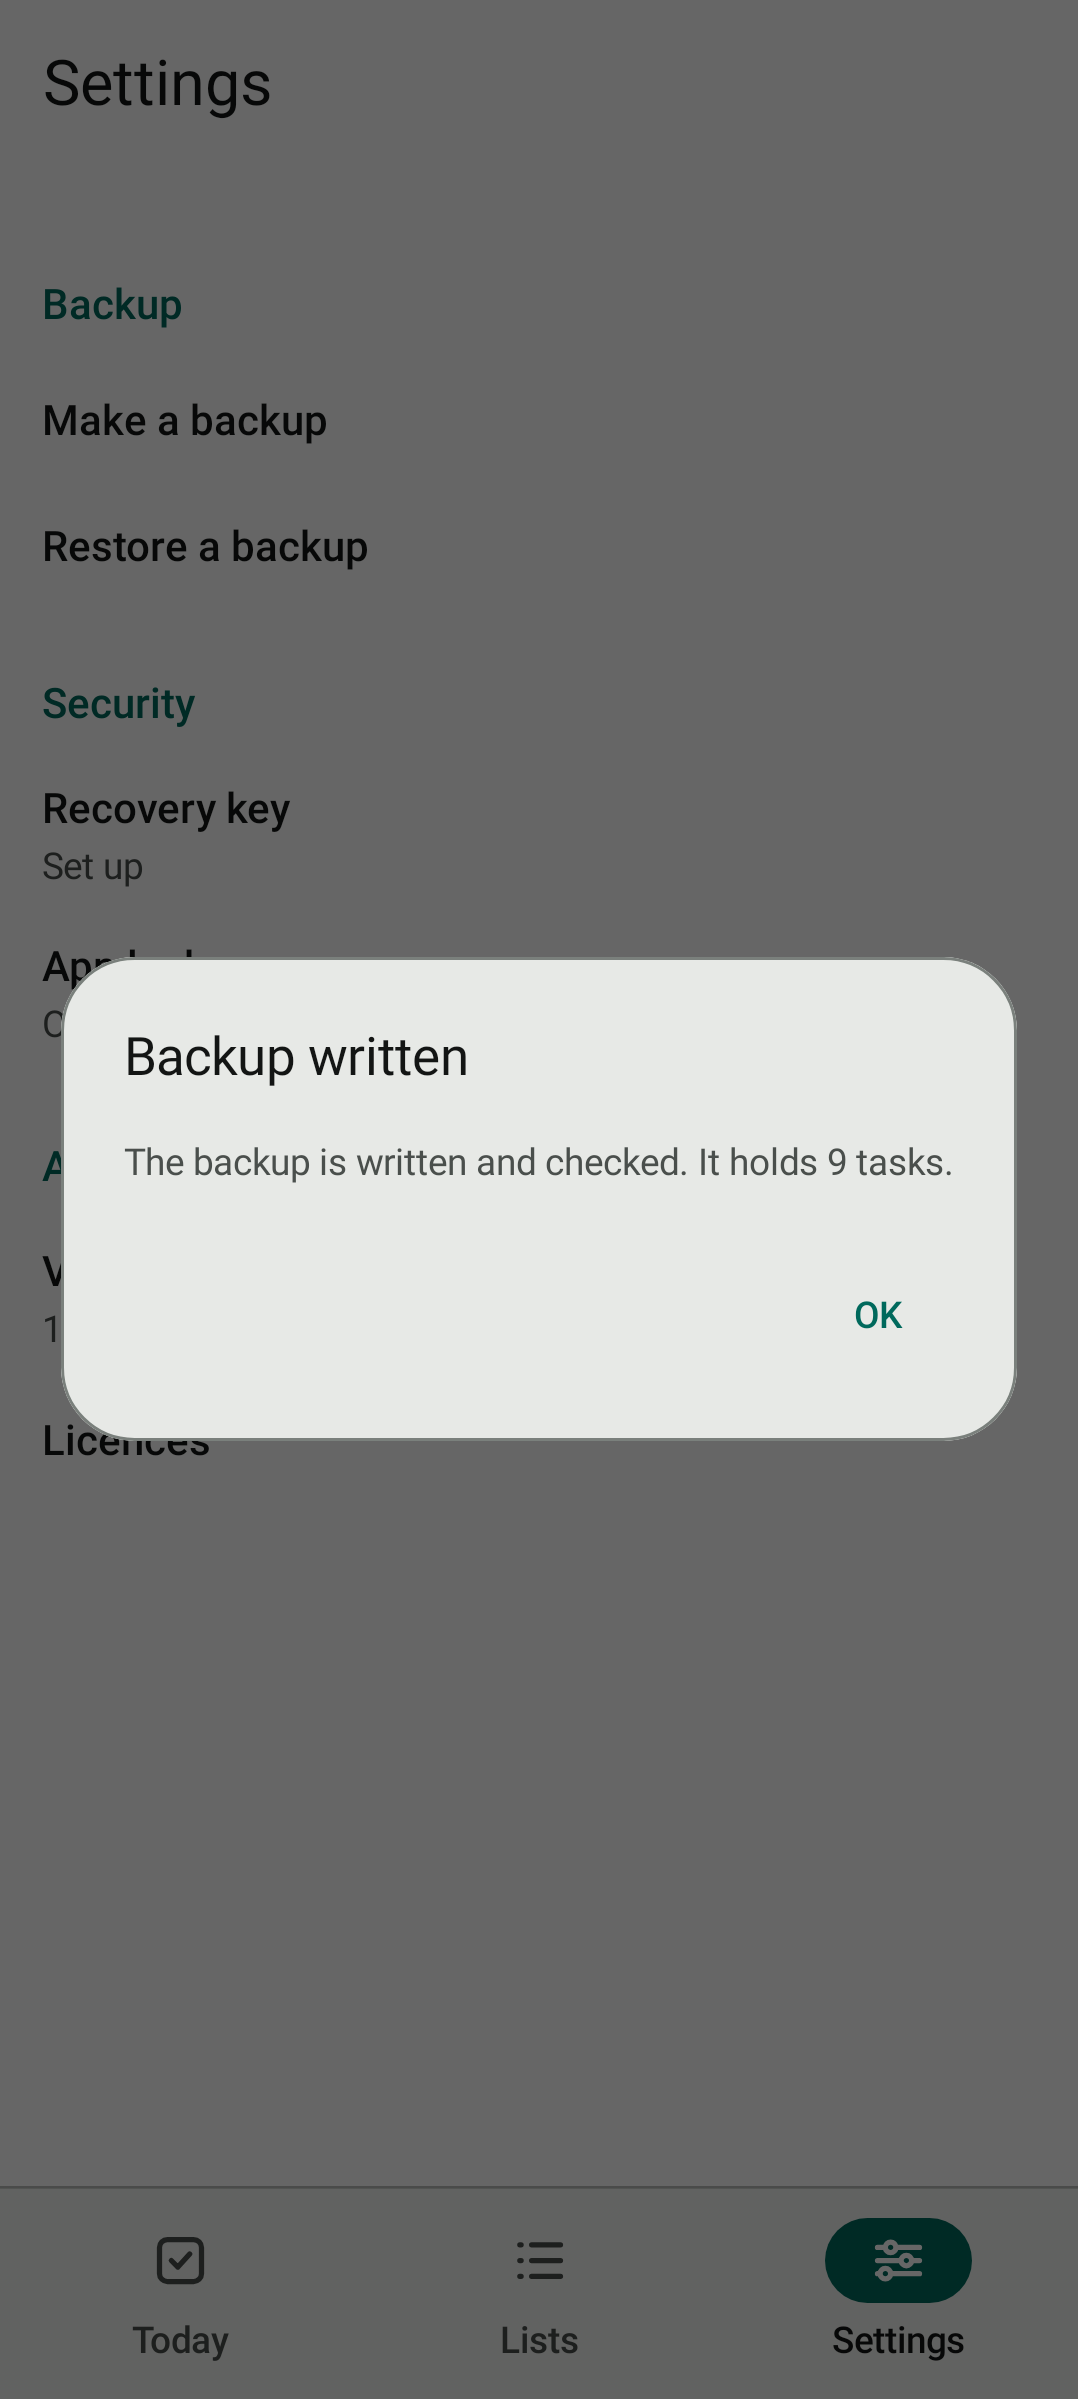 Settings
Backup
Make a backup
Restore a backup
Security
Recovery key
Set up
Backup written
The backup is written and checked. It holds 9 tasks.
OK
Licences
Today
Lists
Settings